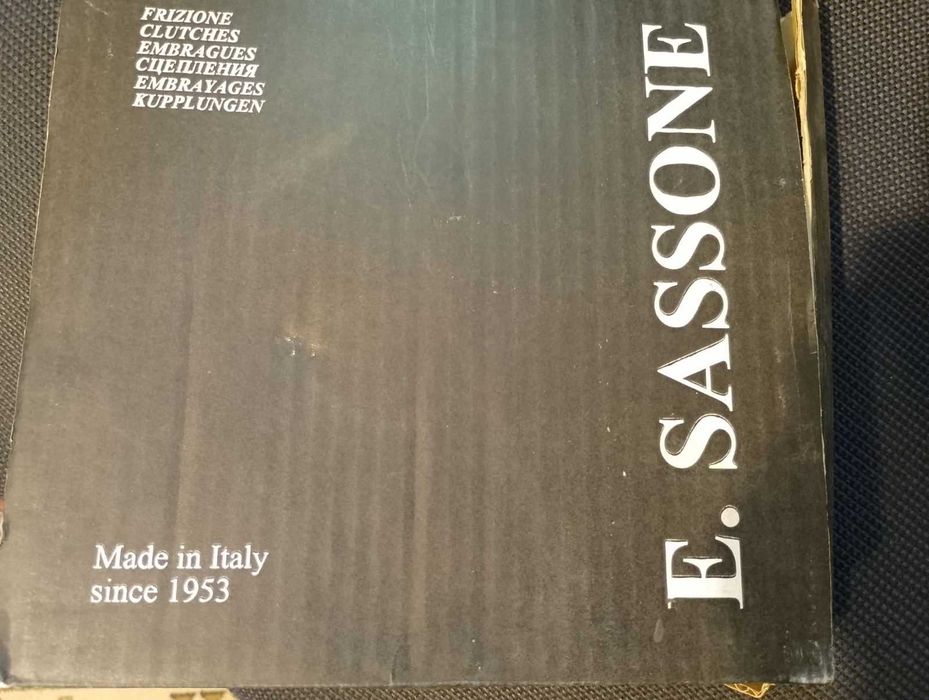 FRIZIONE
CLUTCHES
EMBRAGUES
СЦЕПЛЕНИЯ
EMBRAYAGES
KUPPLUNGEN
E. SASSONE
Made in Italy
since 1953